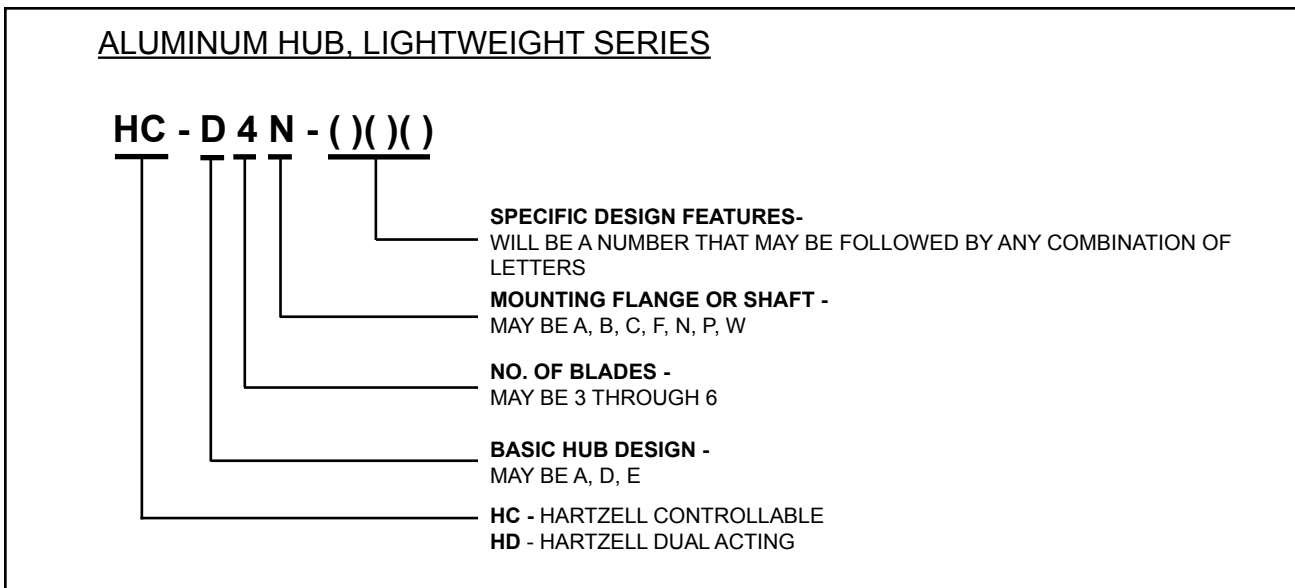 ALUMINUM HUB, LIGHTWEIGHT SERIES
HC - D 4 N - ( )( )( )
SPECIFIC DESIGN FEATURES-
WILL BE A NUMBER THAT MAY BE FOLLOWED BY ANY COMBINATION OF
LETTERS
MOUNTING FLANGE OR SHAFT -
MAY BE A, B, C, F, N, P, W
NO. OF BLADES -
MAY BE 3 THROUGH 6
BASIC HUB DESIGN -
MAY BE A, D, E
HC - HARTZELL CONTROLLABLE
HD - HARTZELL DUAL ACTING